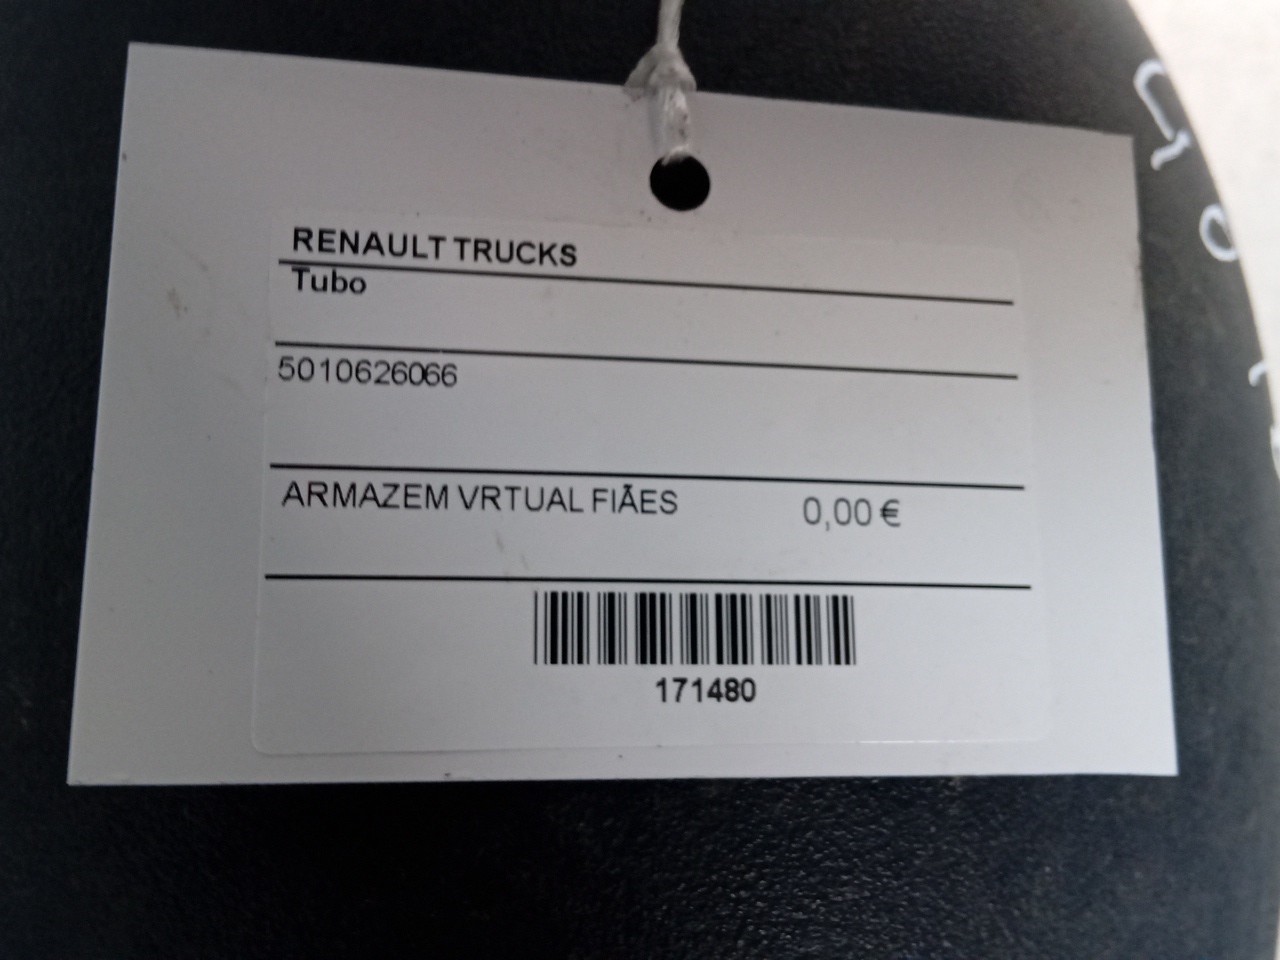 RENAULT TRUCKS
Tubo
5010626066
ARMAZEM VRTUAL FIÃES 0,00 €
171480